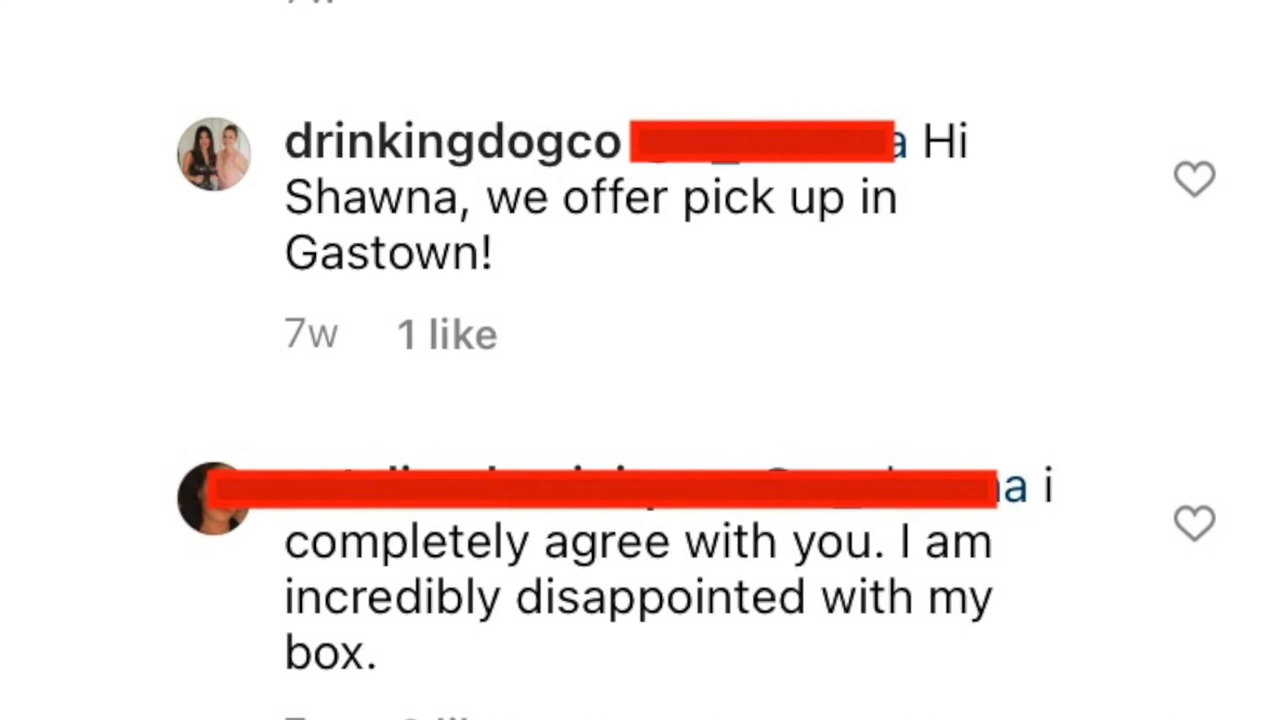 drinkingdogco a Hi
Shawna, we offer pick up in
Gastown!
7w 1 like
a i
completely agree with you. I am
incredibly disappointed with my
box.